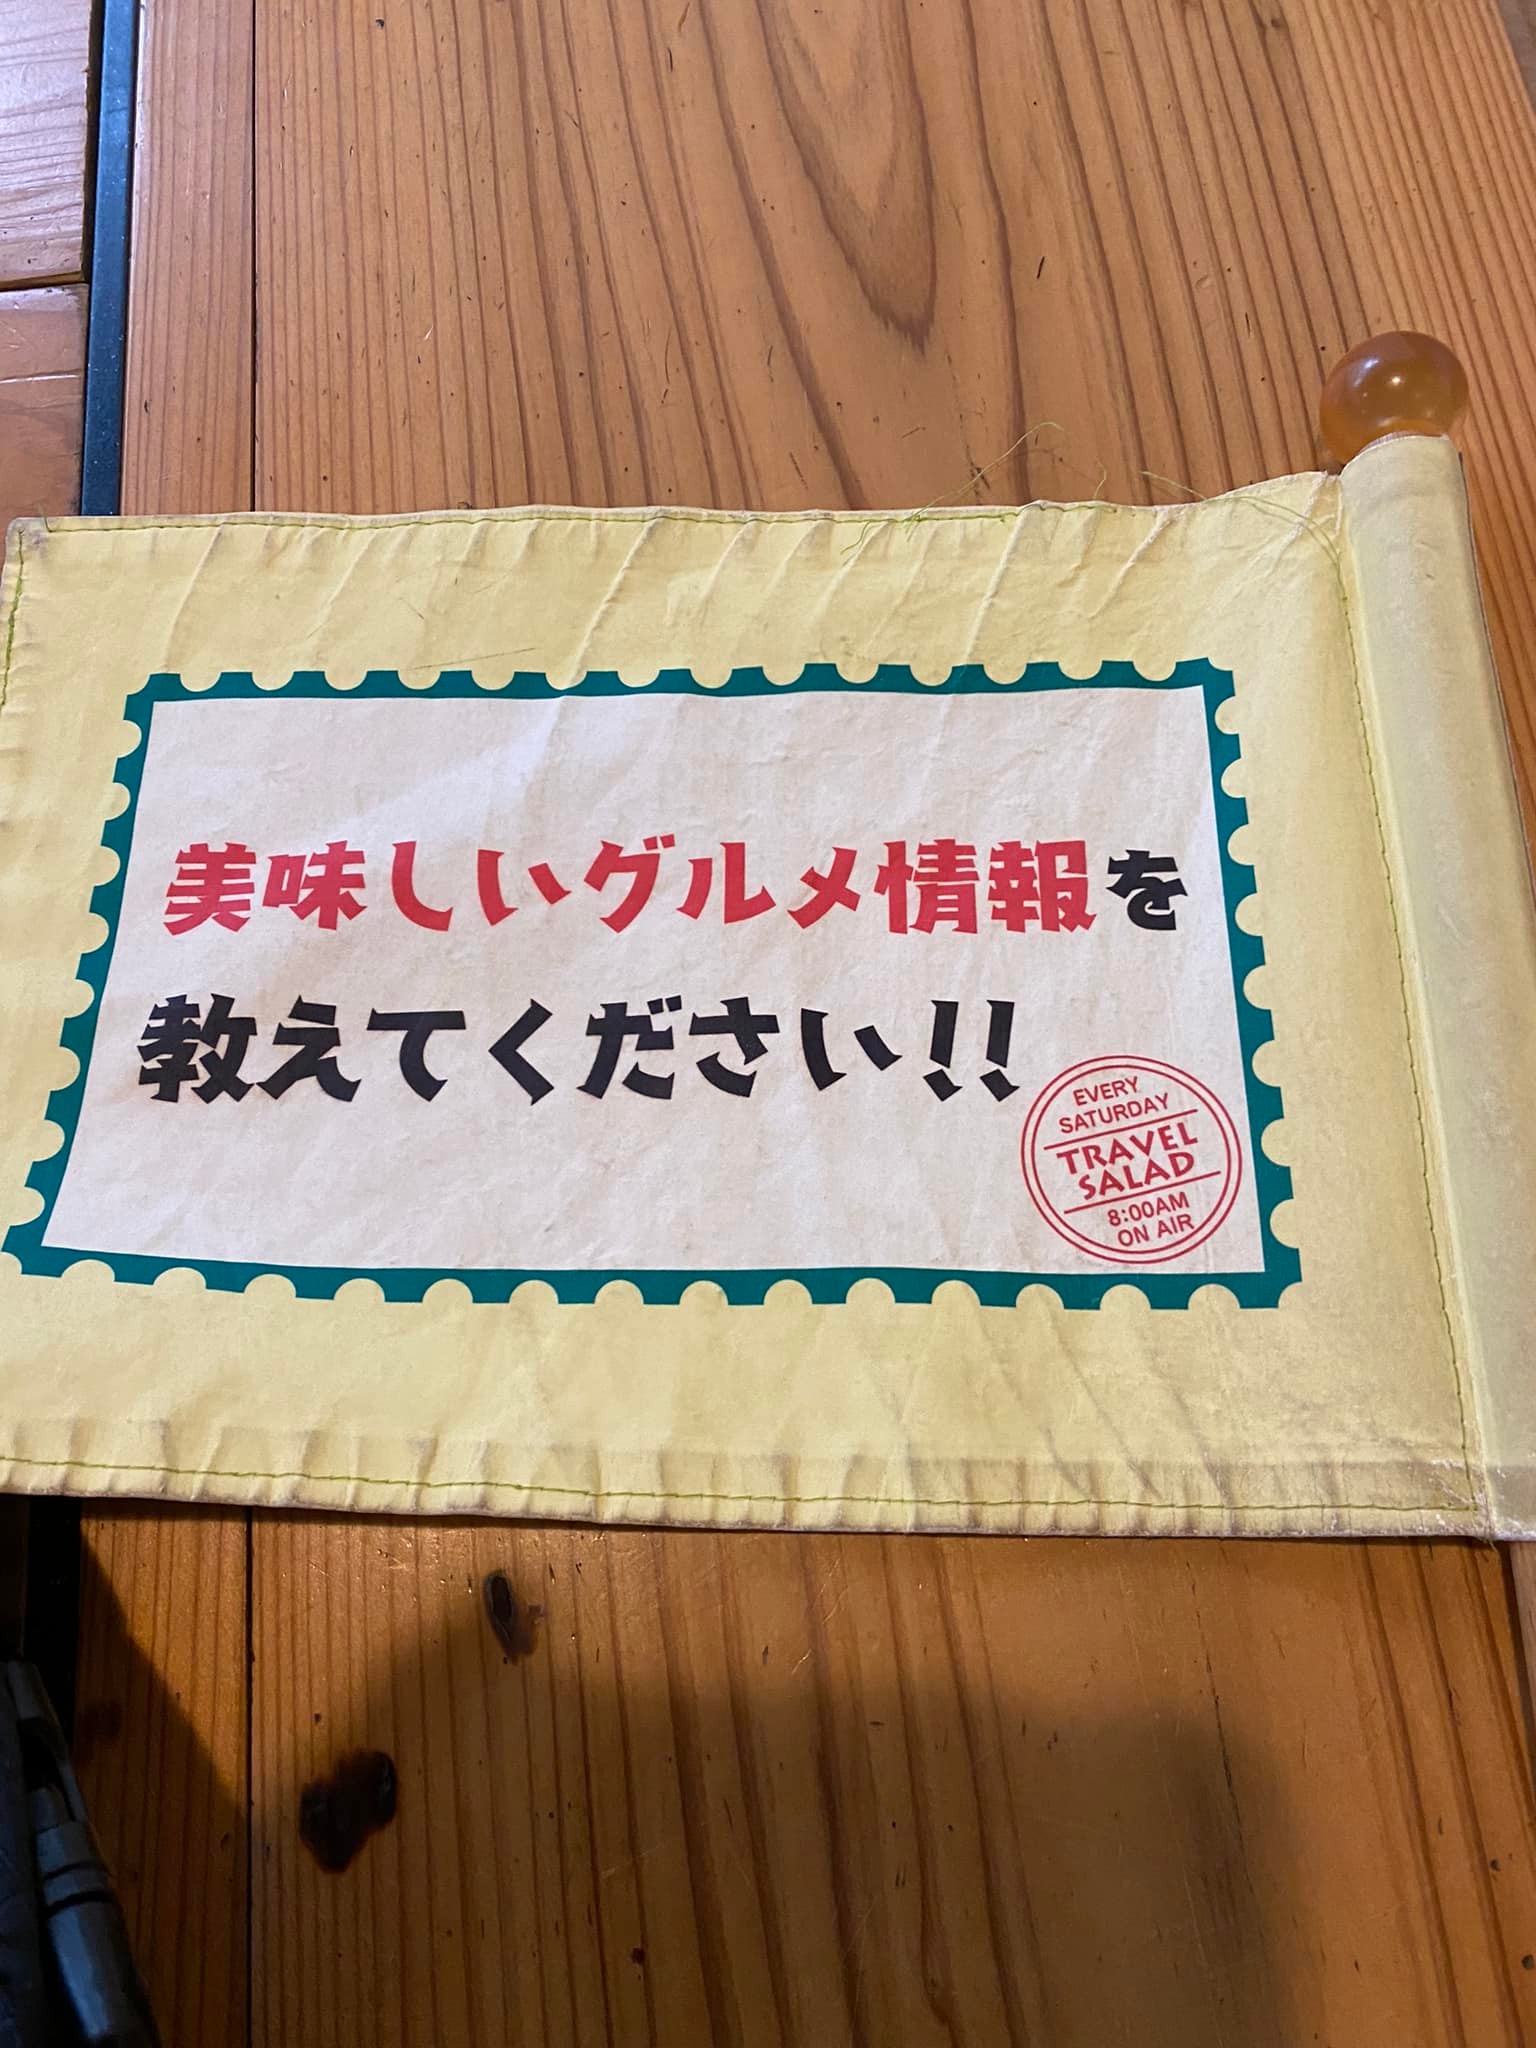 美味しいグルメ情報を
教えてください!!
EVERY
SATURDAY
TRAVEL
SALAD
8:00AM
ON AIR